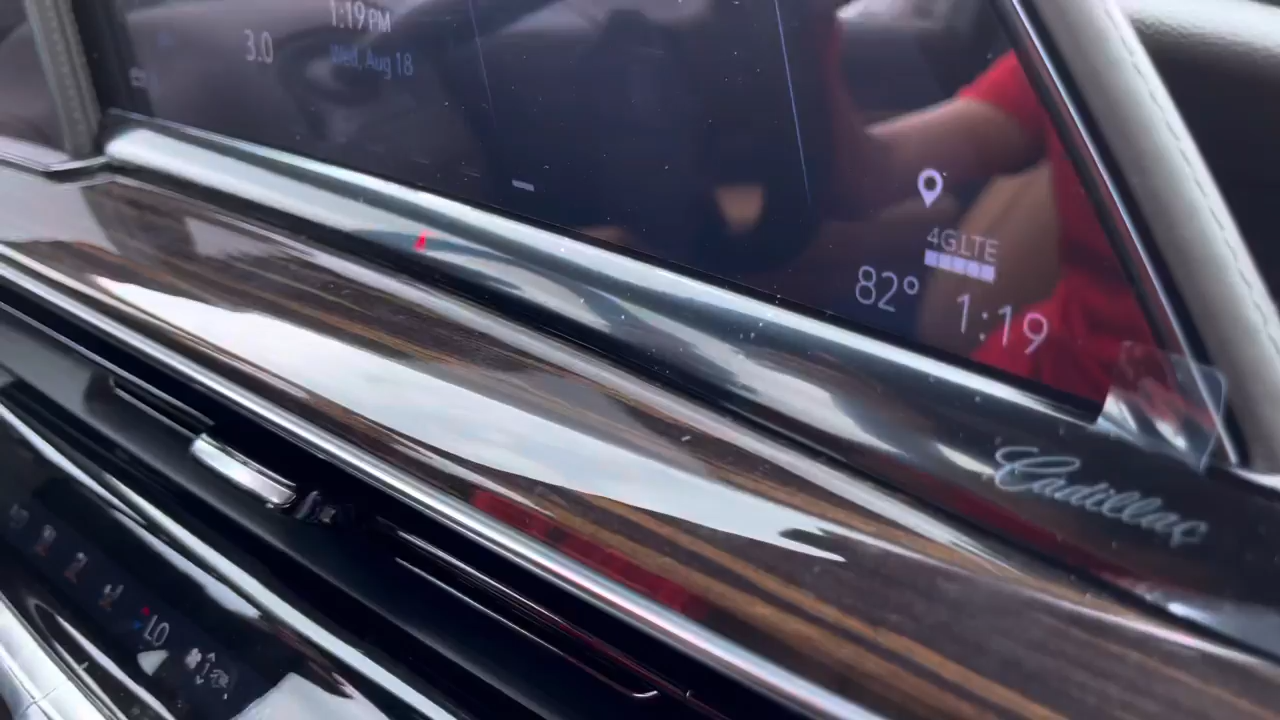 1:19 PM
3.0
Wed, Aug 18
4G LTE
82°
1:19
Cadillac
LO